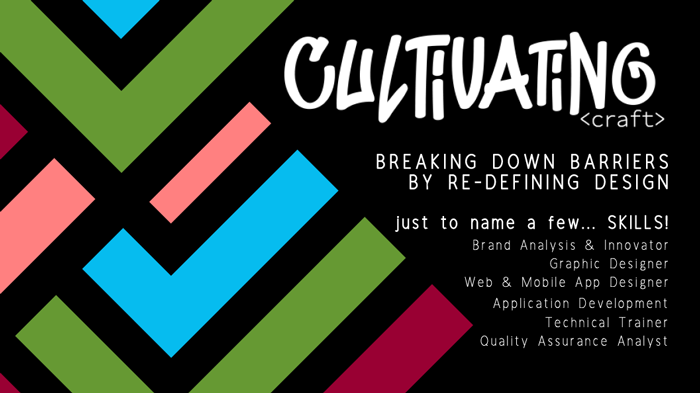 CULTIVATING
<craft>
BREAKING DOWN BARRIERS
BY RE-DEFINING DESIGN
just to name a few... SKILLS!
Brand Analysis & Innovator
Graphic Designer
Web & Mobile App Designer
Application Development
Technical Trainer
Quality Assurance Analyst